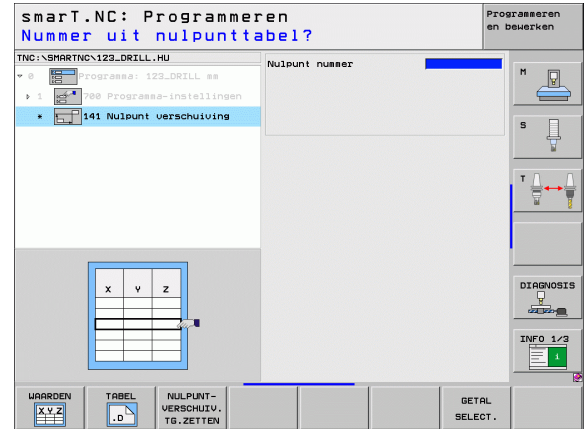 smarT.NC: Programmeren
Nummer uit nulpunttabel?
Programmeren
en bewerken
TNC:\SMARTNC\123_DRILL.HU
0 Programma: 123_DRILL mm
1 700 Programma-instellingen
* 141 Nulpunt verschuiving
Nulpunt nummer
X Y Z
M
S
T
DIAGNOSIS
INFO 1/3
i
WAARDEN
X Y Z
TABEL
.D
NULPUNT-
VERSCHUIV.
TG.ZETTEN
GETAL
SELECT.